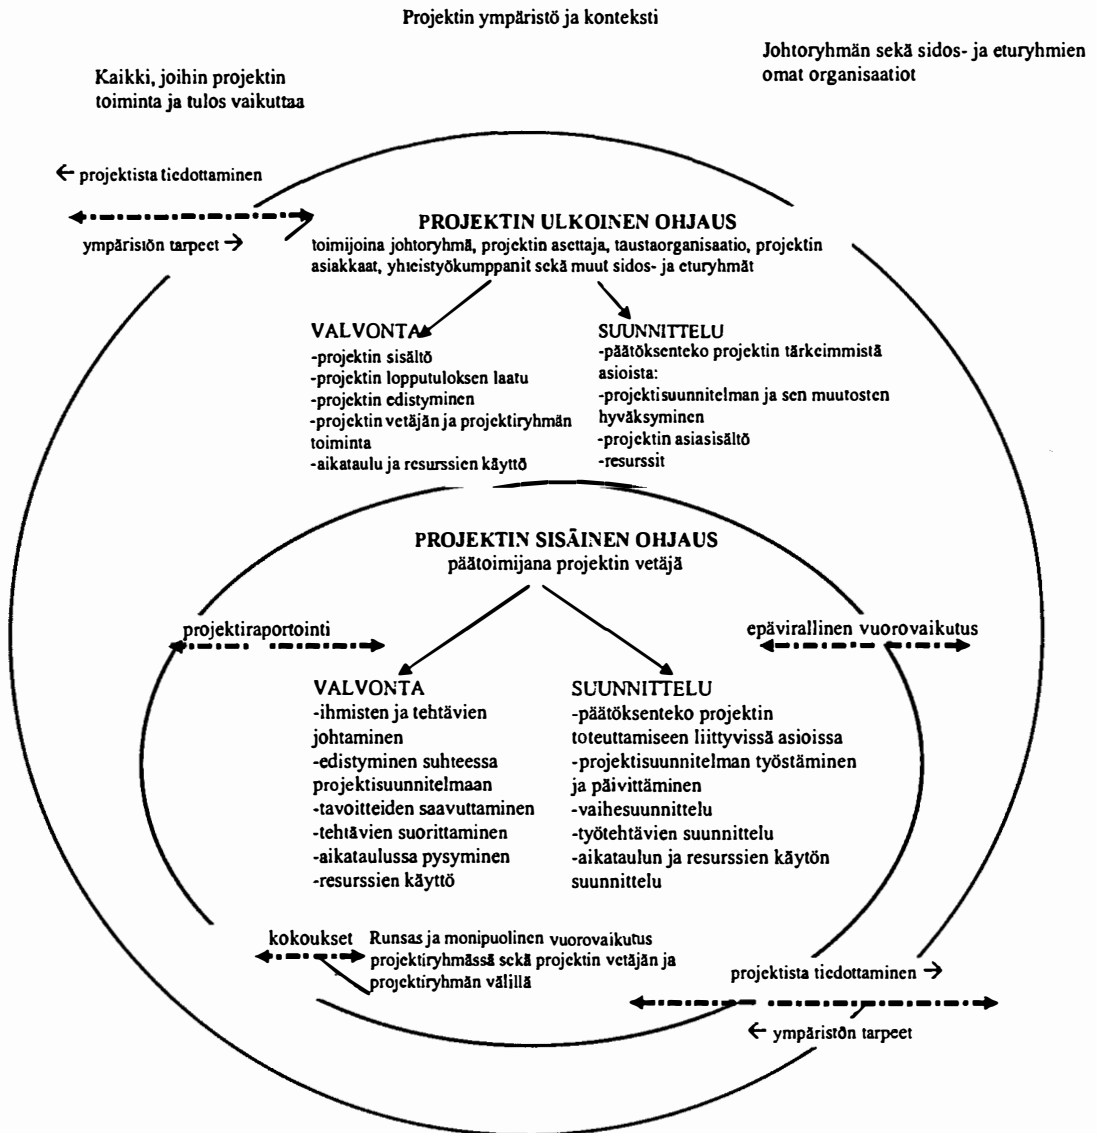 Projektin ympäristö ja konteksti
Johtoryhmän sekä sidos- ja eturyhmien
omat organisaatiot
Kaikki, joihin projektin
toiminta ja tulos vaikuttaa
← projektista tiedottaminen
ympäristön tarpeet →
PROJEKTIN ULKOINEN OHJAUS
toimijoina johtoryhmä, projektin asettaja, taustaorganisaatio, projektin
asiakkaat, yhteistyökumppanit sekä muut sidos- ja eturyhmät
VALVONTA
-projektin sisältö
-projektin lopputuloksen laatu
-projektin edistyminen
-projektin vetäjän ja projektiryhmän
toiminta
-aikataulu ja resurssien käyttö
SUUNNITTELU
-päätöksenteko projektin tärkeimmistä
asioista:
-projektisuunnitelman ja sen muutosten
hyväksyminen
-projektin asiasisältö
-resurssit
PROJEKTIN SISÄINEN OHJAUS
päätoimijana projektin vetäjä
projektiraportointi
epävirallinen vuorovaikutus
VALVONTA
-ihmisten ja tehtävien
johtaminen
-edistyminen suhteessa
projektisuunnitelmaan
-tavoitteiden saavuttaminen
-tehtävien suorittaminen
-aikataulussa pysyminen
-resurssien käyttö
SUUNNITTELU
-päätöksenteko projektin
toteuttamiseen liittyvissä asioissa
-projektisuunnitelman työstäminen
ja päivittäminen
-vaihesuunnittelu
-työtehtävien suunnittelu
-aikataulun ja resurssien käytön
suunnittelu
kokoukset
Runsas ja monipuolinen vuorovaikutus
projektiryhmässä sekä projektin vetäjän ja
projektiryhmän välillä
projektista tiedottaminen →
← ympäristön tarpeet